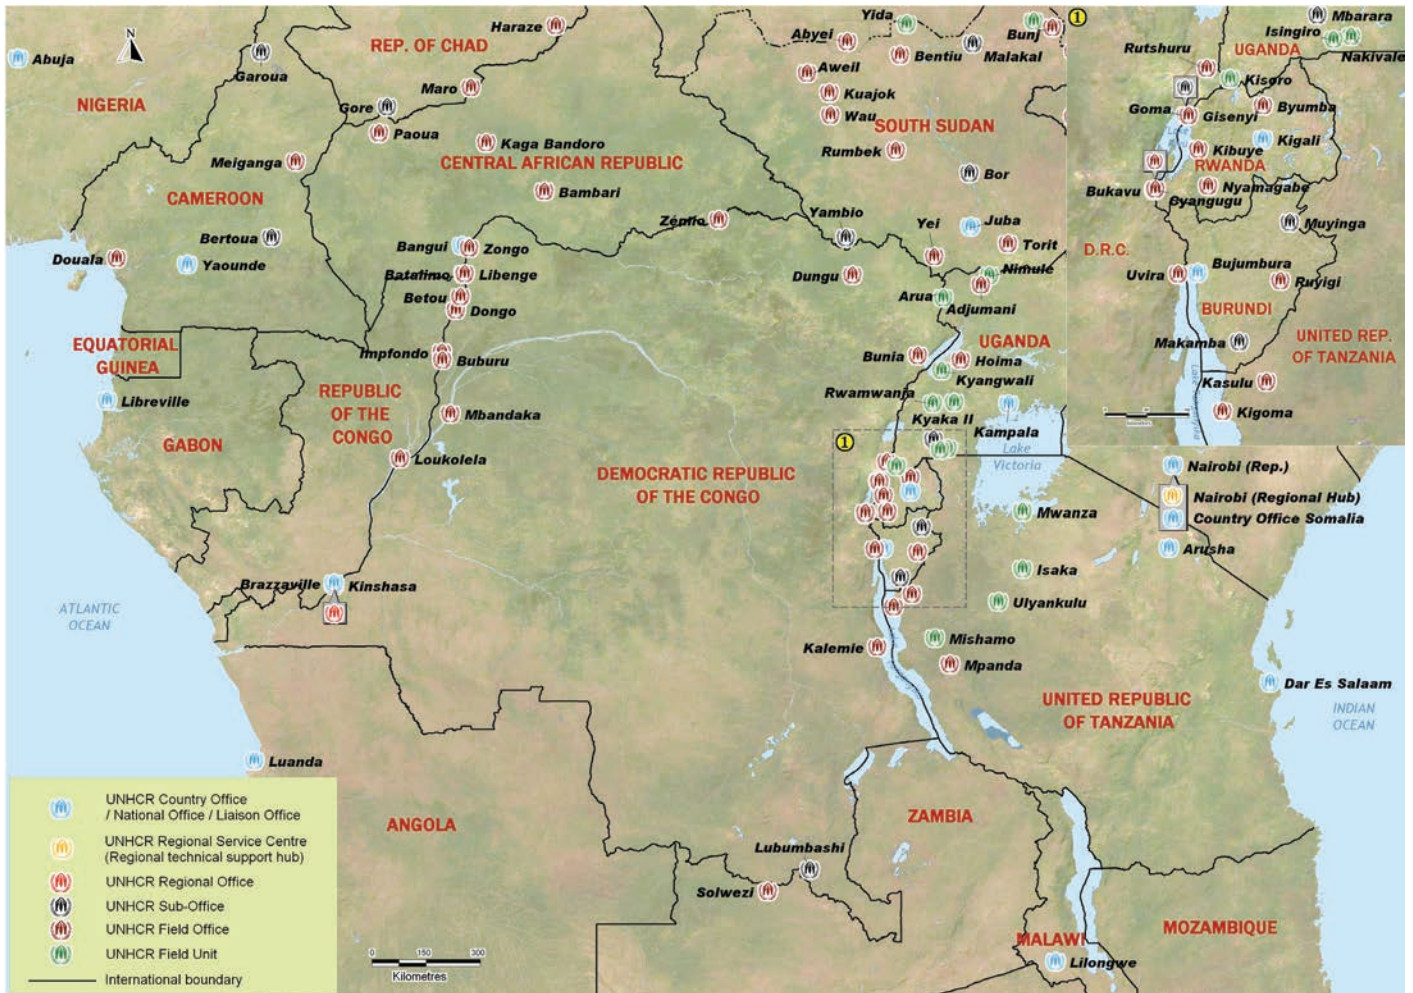 Abuja
NIGERIA
N
Garoua
REP. OF CHAD
Haraze
Maro
Gore
Paoua
Meiganga
Kaga Bandoro
CENTRAL AFRICAN REPUBLIC
Bambari
CAMEROON
Bertoua
Yaounde
Douala
Bangui
Zongo
Batalimo
Libenge
Betou
Dongo
Impfondo
Buburu
Zemio
Abyei
Yida
Bunj
Bentiu
Malakal
Aweil
Kuajok
Wau
SOUTH SUDAN
Rumbek
Bor
Yambio
Yei
Juba
Torit
Dungu
Nimule
Arua
Adjumani
UGANDA
Bunia
Hoima
Kyangwali
Rwamwanja
Kyaka II
Kampala
Lake
Victoria
1
EQUATORIAL
GUINEA
Libreville
GABON
REPUBLIC
OF THE
CONGO
Mbandaka
Loukolela
DEMOCRATIC REPUBLIC
OF THE CONGO
Brazzaville
Kinshasa
ATLANTIC
OCEAN
Mwanza
Isaka
Ulyankulu
Mishamo
Mpanda
Kalemie
Nairobi (Rep.)
Nairobi (Regional Hub)
Country Office Somalia
Arusha
UNITED REPUBLIC
OF TANZANIA
Dar Es Salaam
INDIAN
OCEAN
Luanda
ANGOLA
ZAMBIA
Lubumbashi
Solwezi
MALAWI
Lilongwe
MOZAMBIQUE
0 150 300
Kilometres
UNHCR Country Office
/ National Office / Liaison Office
UNHCR Regional Service Centre
(Regional technical support hub)
UNHCR Regional Office
UNHCR Sub-Office
UNHCR Field Office
UNHCR Field Unit
International boundary
1
Mbarara
Isingiro
Rutshuru
UGANDA
Nakivale
Kisoro
Goma
Gisenyi
Byumba
Kigali
Kibuye
RWANDA
Bukavu
Cyangugu
Nyamagabe
Muyinga
D.R.C.
Uvira
Bujumbura
Ruyigi
BURUNDI
Makamba
UNITED REP.
OF TANZANIA
Kasulu
Kigoma